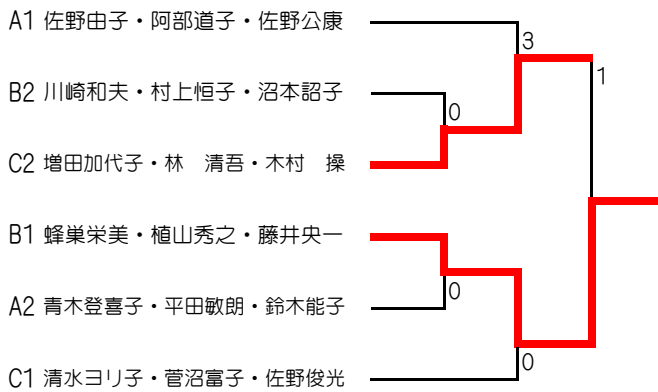 A1 佐野由子・阿部道子・佐野公康
3
1
B2 川崎和夫・村上恒子・沼本詔子
0
C2 増田加代子・林　清吾・木村　操
B1 蜂巣栄美・植山秀之・藤井央一
0
A2 青木登喜子・平田敏朗・鈴木能子
0
C1 清水ヨリ子・菅沼富子・佐野俊光